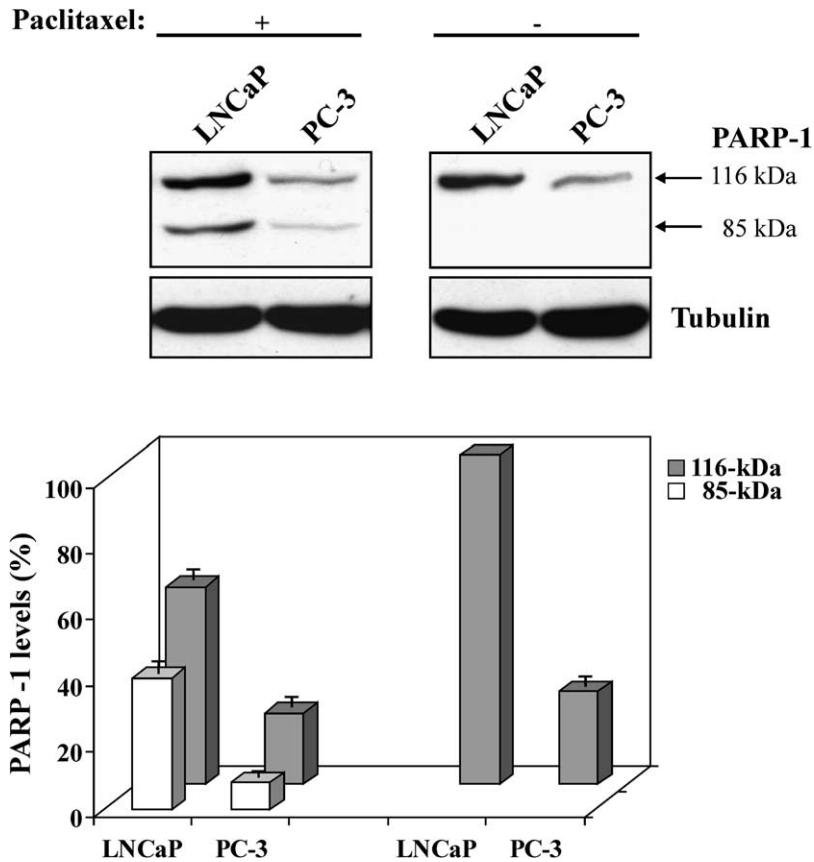 Paclitaxel: + -
LNCaP PC-3 LNCaP PC-3
PARP-1
116 kDa
85 kDa
Tubulin
116-kDa
85-kDa
PARP -1 levels (%)
100
80
60
40
20
0
LNCaP PC-3 LNCaP PC-3